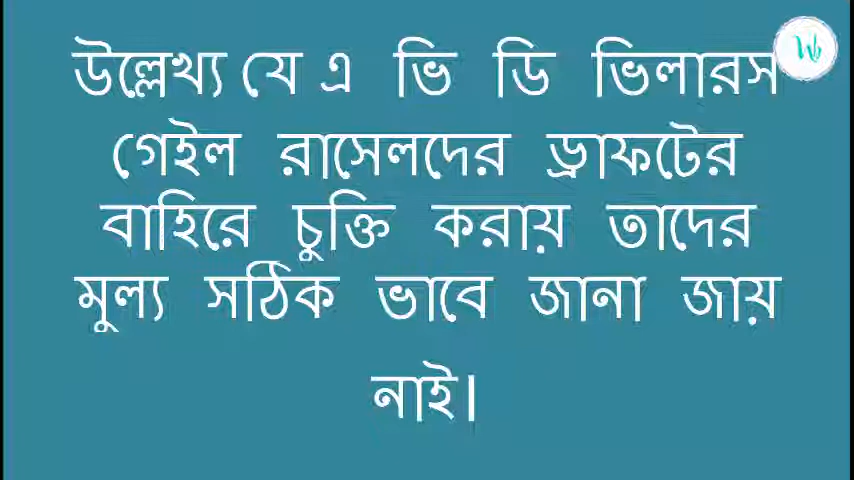 উল্লেখ্য যে এ ভি ডি ভিলারস
গেইল রাসেলদের ড্রাফটের
বাহিরে চুক্তি করায় তাদের
মুল্য সঠিক ভাবে জানা জায়
নাই।